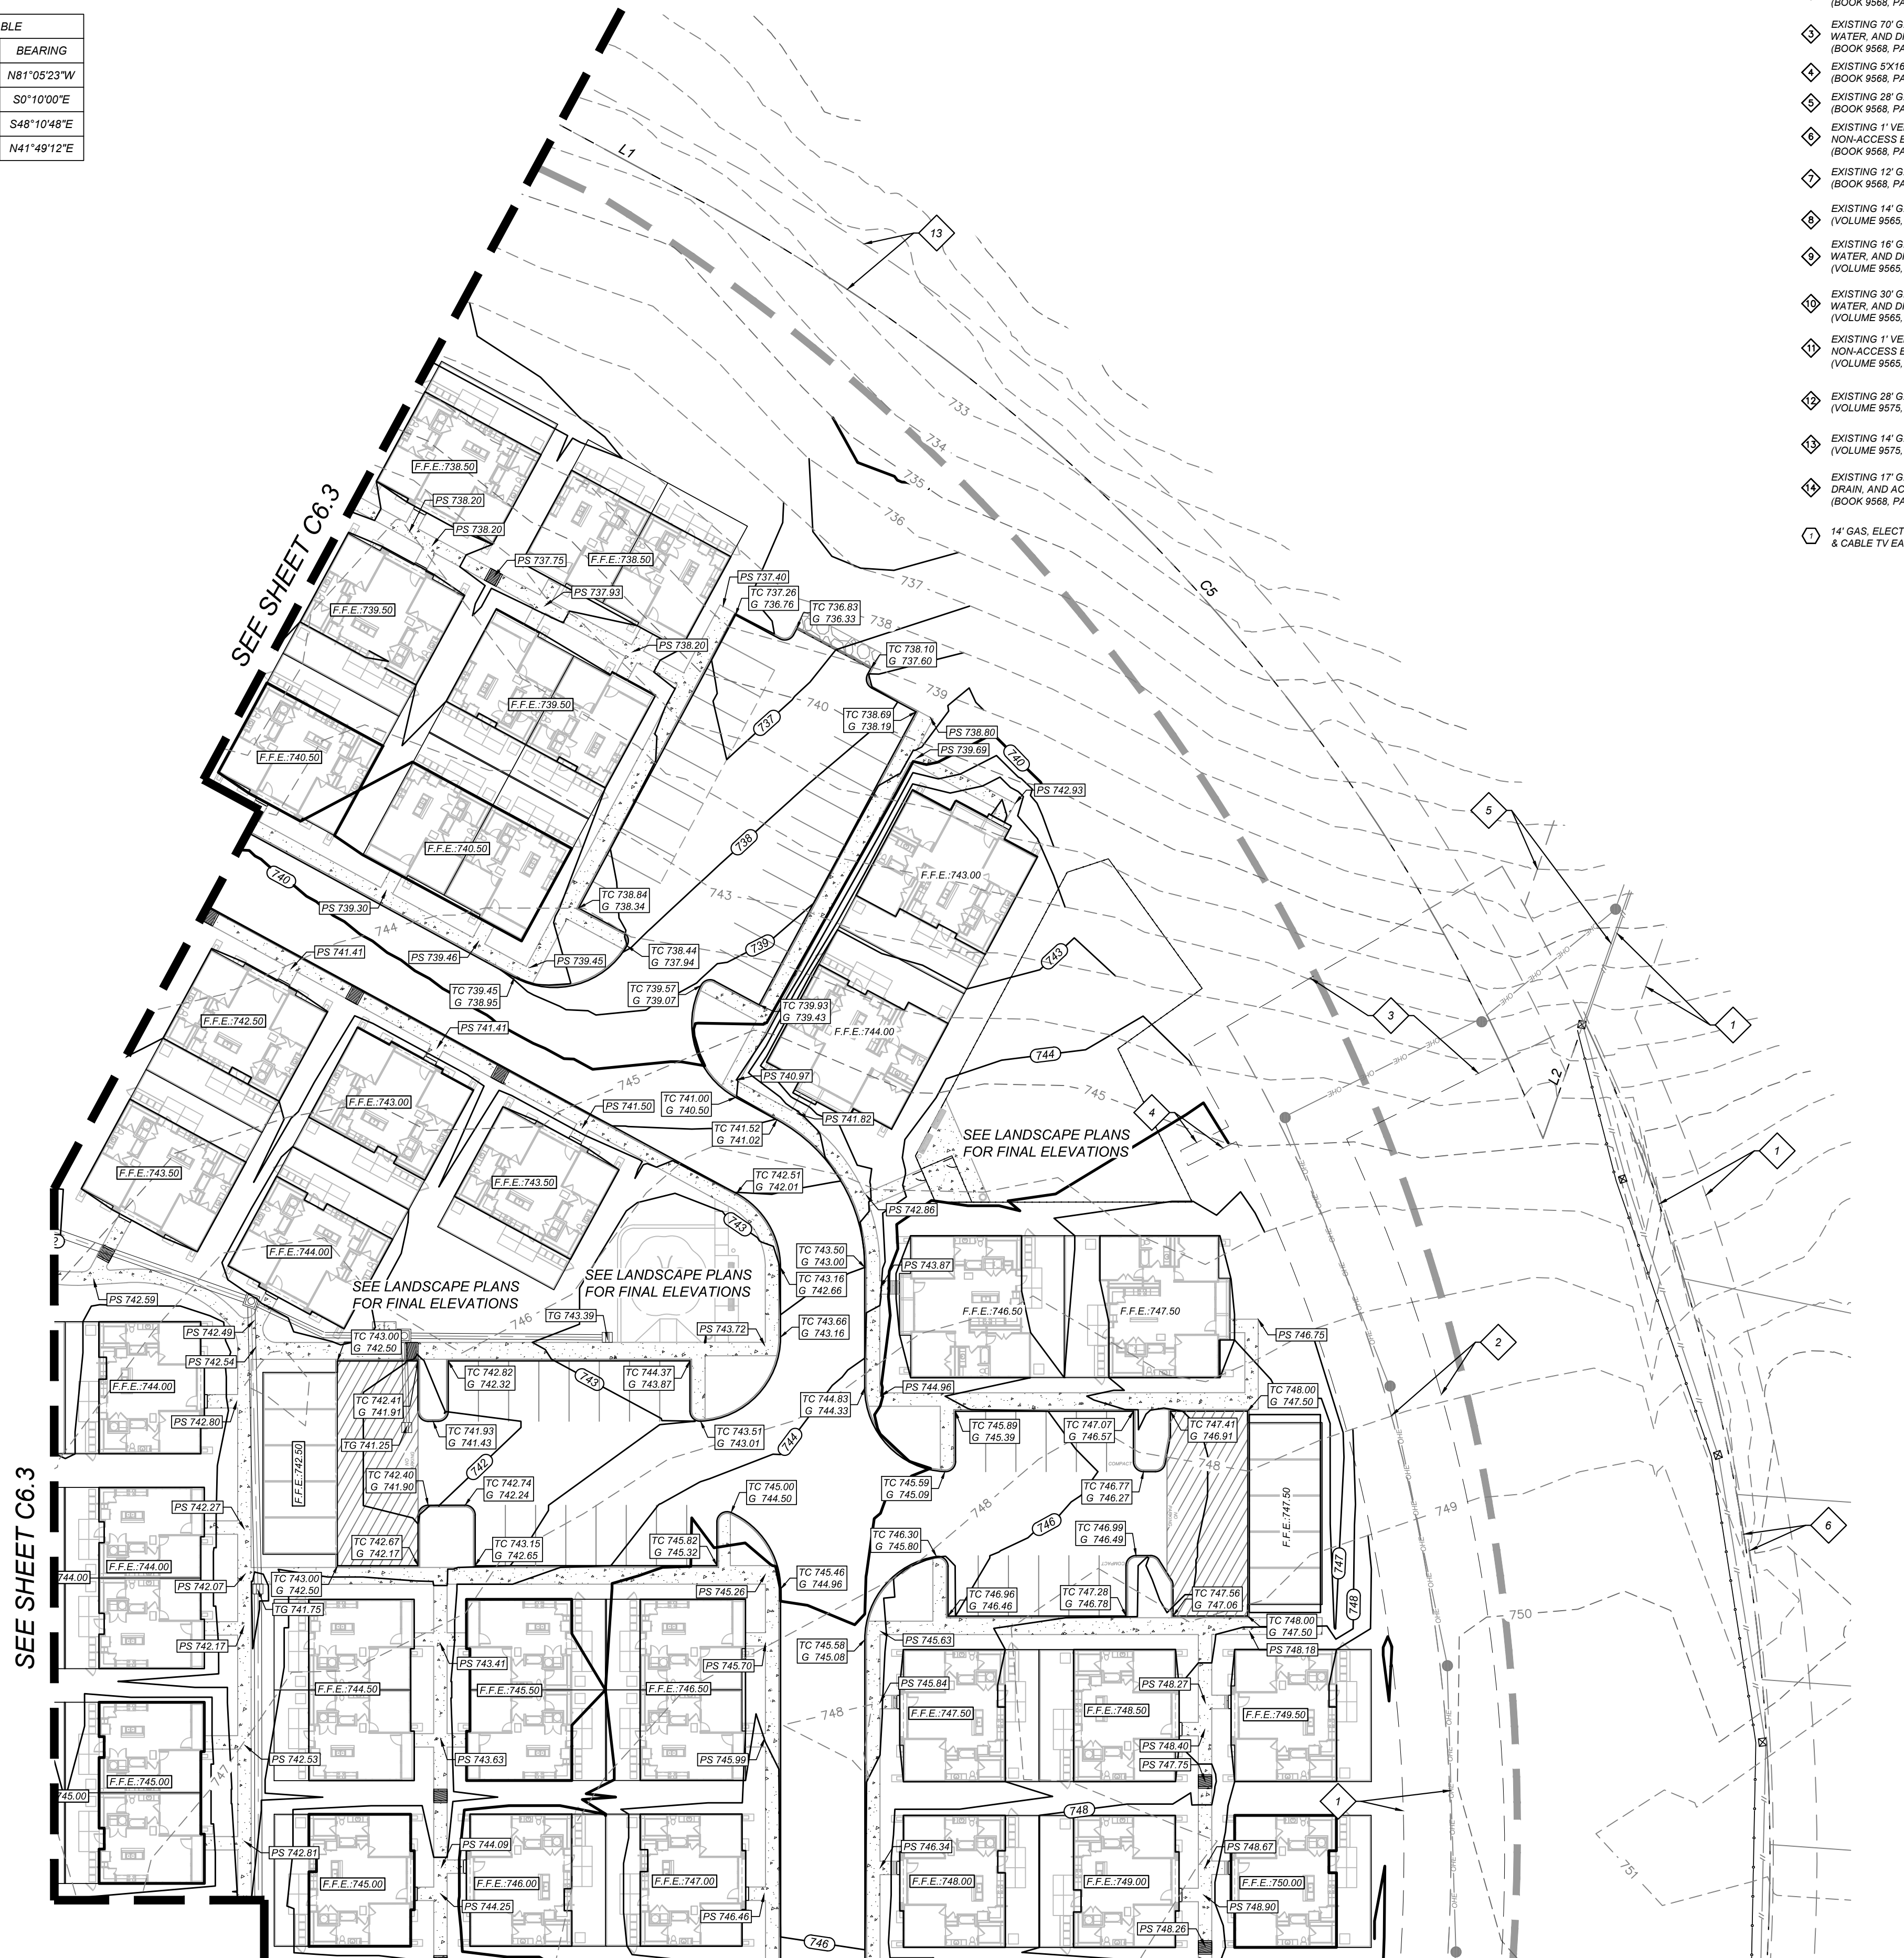 BLE
BEARING
N81°05'23"W
S0°10'00"E
S48°10'48"E
N41°49'12"E
(BOOK 9568, PA
3
EXISTING 70' G
WATER, AND D
(BOOK 9568, PA
4
EXISTING 5'X16
(BOOK 9568, PA
5
EXISTING 28' G
(BOOK 9568, PA
6
EXISTING 1' VE
NON-ACCESS E
(BOOK 9568, PA
7
EXISTING 12' G
(BOOK 9568, PA
8
EXISTING 14' G
(VOLUME 9565,
9
EXISTING 16' G
WATER, AND D
(VOLUME 9565,
10
EXISTING 30' G
WATER, AND D
(VOLUME 9565,
11
EXISTING 1' VE
NON-ACCESS E
(VOLUME 9565,
12
EXISTING 28' G
(VOLUME 9575,
13
EXISTING 14' G
(VOLUME 9575,
14
EXISTING 17' G
DRAIN, AND AC
(BOOK 9568, PA
1
14' GAS, ELECT
& CABLE TV EA
L1
13
733
734
735
736
737
738
739
740
C5
SEE SHEET C6.3
F.F.E.:738.50
PS 738.20
PS 738.20
PS 737.75
F.F.E.:738.50
PS 737.93
PS 737.40
TC 737.26
G 736.76
TC 736.83
G 736.33
F.F.E.:739.50
PS 738.20
TC 738.10
G 737.60
F.F.E.:739.50
737
TC 738.69
G 738.19
PS 738.80
PS 739.69
740
F.F.E.:740.50
PS 742.93
5
F.F.E.:740.50
738
743
F.F.E.:743.00
740
PS 739.30
TC 738.84
G 738.34
744
PS 741.41
PS 739.46
PS 739.45
TC 738.44
G 737.94
739
743
TC 739.45
G 738.95
TC 739.57
G 739.07
TC 739.93
G 739.43
3
1
F.F.E.:742.50
PS 741.41
F.F.E.:744.00
744
L2
745
PS 740.97
745
F.F.E.:743.00
PS 741.50
TC 741.00
G 740.50
PS 741.82
4
TC 741.52
G 741.02
SEE LANDSCAPE PLANS
FOR FINAL ELEVATIONS
1
F.F.E.:743.50
F.F.E.:743.50
TC 742.51
G 742.01
PS 742.86
743
F.F.E.:744.00
TC 743.50
G 743.00
PS 743.87
SEE LANDSCAPE PLANS
FOR FINAL ELEVATIONS
SEE LANDSCAPE PLANS
FOR FINAL ELEVATIONS
TC 743.16
G 742.66
PS 742.59
F.F.E.:746.50
F.F.E.:747.50
TG 743.39
746
PS 742.49
TC 743.00
G 742.50
PS 743.72
TC 743.66
G 743.16
PS 746.75
2
PS 742.54
F.F.E.:744.00
TC 742.82
G 742.32
743
TC 744.37
G 743.87
PS 744.96
TC 748.00
G 747.50
TC 742.41
G 741.91
TC 744.83
G 744.33
PS 742.80
TC 741.93
G 741.43
TC 743.51
G 743.01
744
TC 745.89
G 745.39
TC 747.07
G 746.57
TC 747.41
G 746.91
TG 741.25
F.F.E.:742.50
742
COMPACT
748
TC 742.40
G 741.90
TC 742.74
G 742.24
TC 745.00
G 744.50
TC 745.59
G 745.09
TC 746.77
G 746.27
F.F.E.:747.50
749
SEE SHEET C6.3
PS 742.27
748
746
6
TC 742.67
G 742.17
TC 743.15
G 742.65
TC 745.82
G 745.32
TC 746.30
G 745.80
TC 746.99
G 746.49
COMPACT
747
F.F.E.:744.00
744.00
TC 743.00
G 742.50
PS 745.26
TC 745.46
G 744.96
PS 742.07
TG 741.75
TC 746.96
G 746.46
TC 747.28
G 746.78
TC 747.56
G 747.06
748
750
TC 748.00
G 747.50
PS 742.17
TC 745.58
G 745.08
PS 745.63
PS 748.18
PS 743.41
PS 745.70
PS 745.84
PS 748.27
F.F.E.:744.50
F.F.E.:745.50
F.F.E.:746.50
748
F.F.E.:747.50
F.F.E.:748.50
F.F.E.:749.50
PS 742.53
PS 743.63
PS 745.99
PS 748.40
PS 747.75
F.F.E.:745.00
745.00
747
748
1
PS 742.81
PS 744.09
PS 746.34
PS 748.67
751
F.F.E.:745.00
F.F.E.:746.00
F.F.E.:747.00
F.F.E.:748.00
F.F.E.:749.00
F.F.E.:750.00
PS 744.25
PS 746.46
PS 748.90
PS 748.26
746
OHE